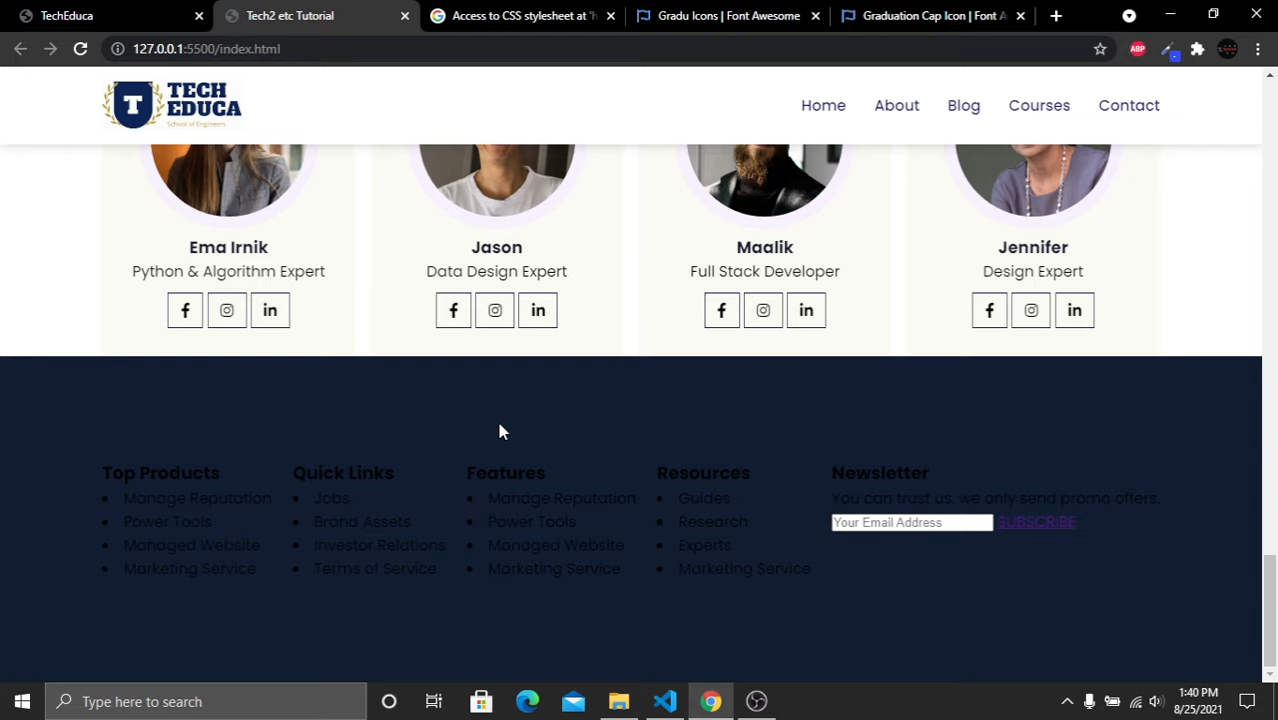 TechEduca
Tech2 etc Tutorial
Access to CSS stylesheet at 'h
Gradu Icons | Font Awesome
Graduation Cap Icon | Font A
127.0.0.1:5500/index.html
ABP
T
TECH
EDUCA
School of Engineers
Home
About
Blog
Courses
Contact
Ema Irnik
Jason
Maalik
Jennifer
Python & Algorithm Expert
Data Design Expert
Full Stack Developer
Design Expert
Top Products
Manage Reputation
Power Tools
Managed Website
Marketing Service
Quick Links
Jobs
Brand Assets
Investor Relations
Terms of Service
Features
Manage Reputation
Power Tools
Managed Website
Marketing Service
Resources
Guides
Research
Experts
Marketing Service
Newsletter
You can trust us. we only send promo offers.
Your Email Address
SUBSCRIBE
Type here to search
1:40 PM
8/25/2021